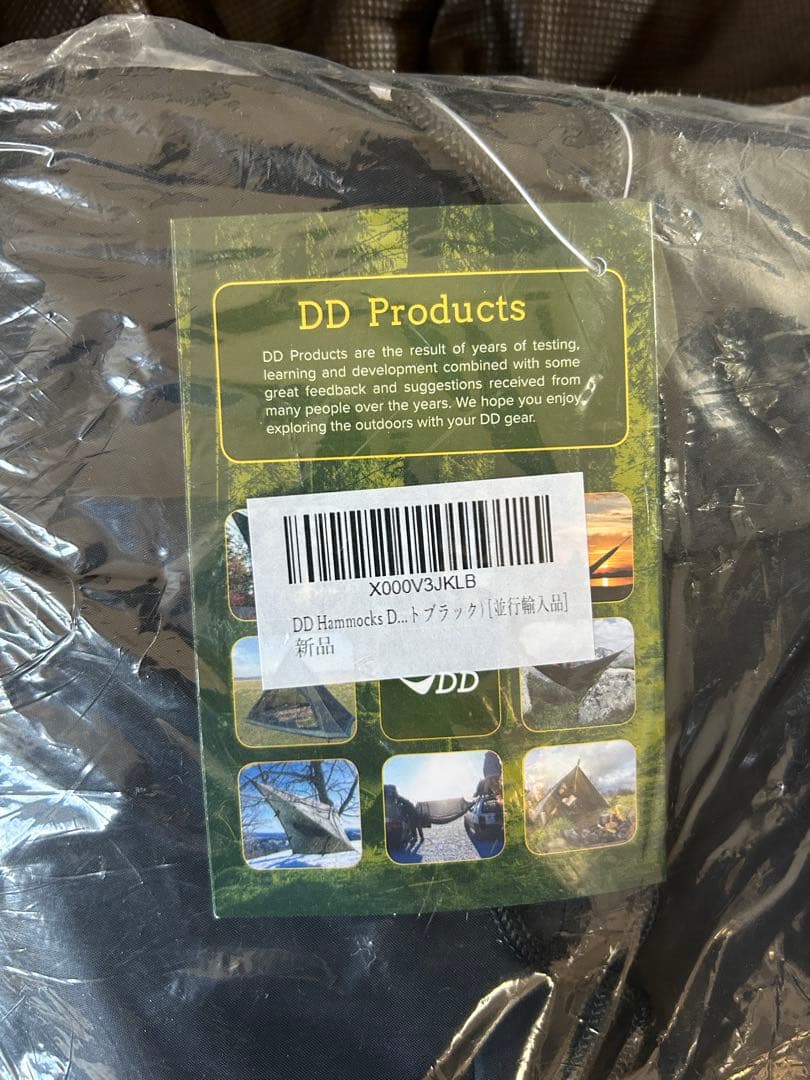 DD Products
DD Products are the result of years of testing,
learning and development combined with some
great feedback and suggestions received from
many people over the years. We hope you enjoy
exploring the outdoors with your DD gear.
X000V3JKLB
DD Hammocks D...トブラック) [並行輸入品]
新品
DD